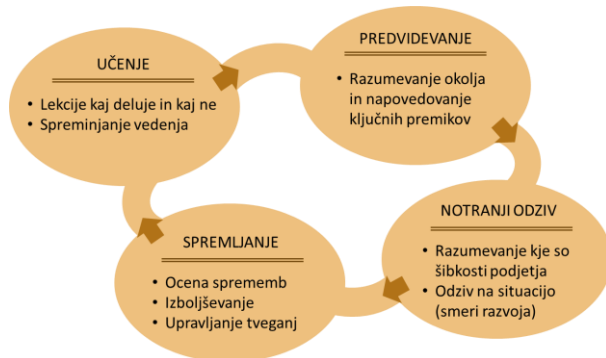 UČENJE
• Lekcije kaj deluje in kaj ne
• Spreminjanje vedenja
PREDVIDEVANJE
• Razumevanje okolja
in napovedovanje
ključnih premikov
NOTRANJI ODZIV
• Razumevanje kje so
šibkosti podjetja
• Odziv na situacijo
(smeri razvoja)
SPREMLJANJE
• Ocena sprememb
• Izboljševanje
• Upravljanje tveganj